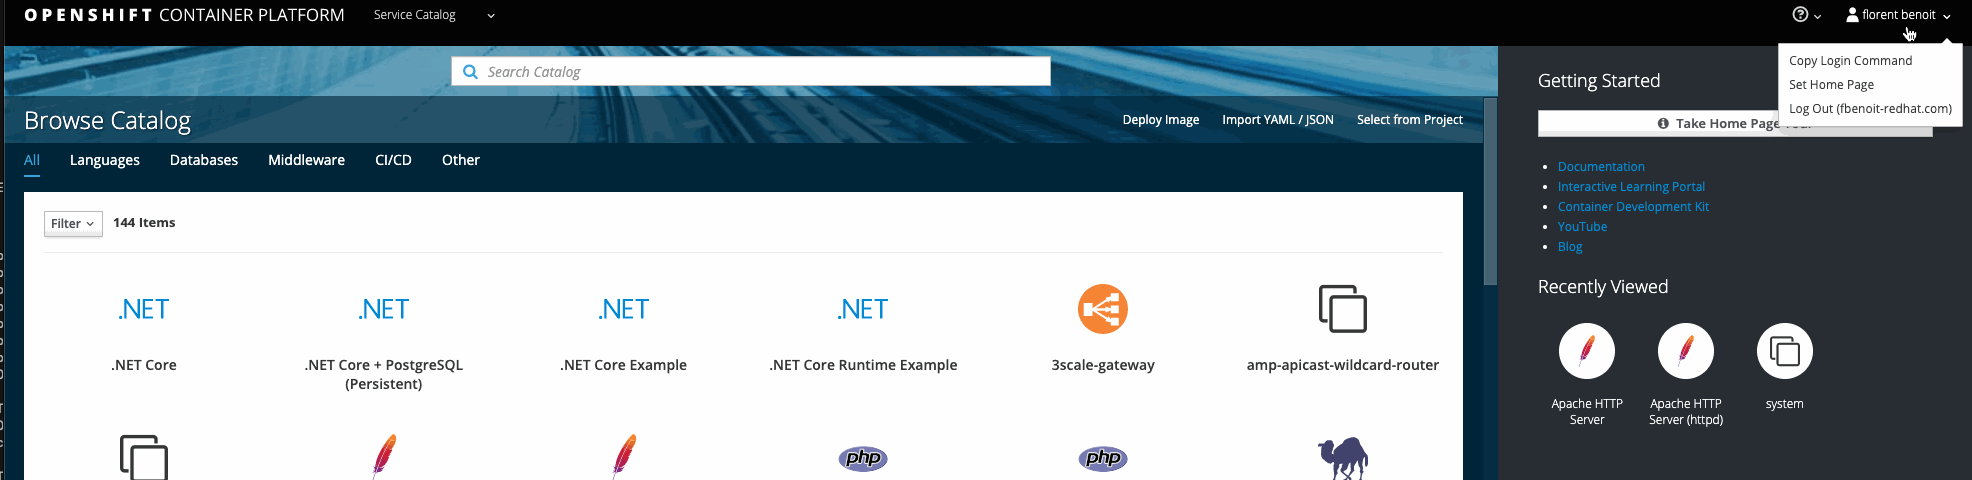 OPENSHIFT CONTAINER PLATFORM
Service Catalog
florent benoit
Copy Login Command
Set Home Page
Log Out (fbenoit-redhat.com)
Search Catalog
Browse Catalog
Deploy Image
Import YAML / JSON
Select from Project
All
Languages
Databases
Middleware
CI/CD
Other
Filter
144 Items
.NET
.NET
.NET
.NET
.NET Core
.NET Core + PostgreSQL
(Persistent)
.NET Core Example
.NET Core Runtime Example
3scale-gateway
amp-apicast-wildcard-router
php
php
Getting Started
Take Home Page
Documentation
Interactive Learning Portal
Container Development Kit
YouTube
Blog
Recently Viewed
Apache HTTP
Server
Apache HTTP
Server (httpd)
system